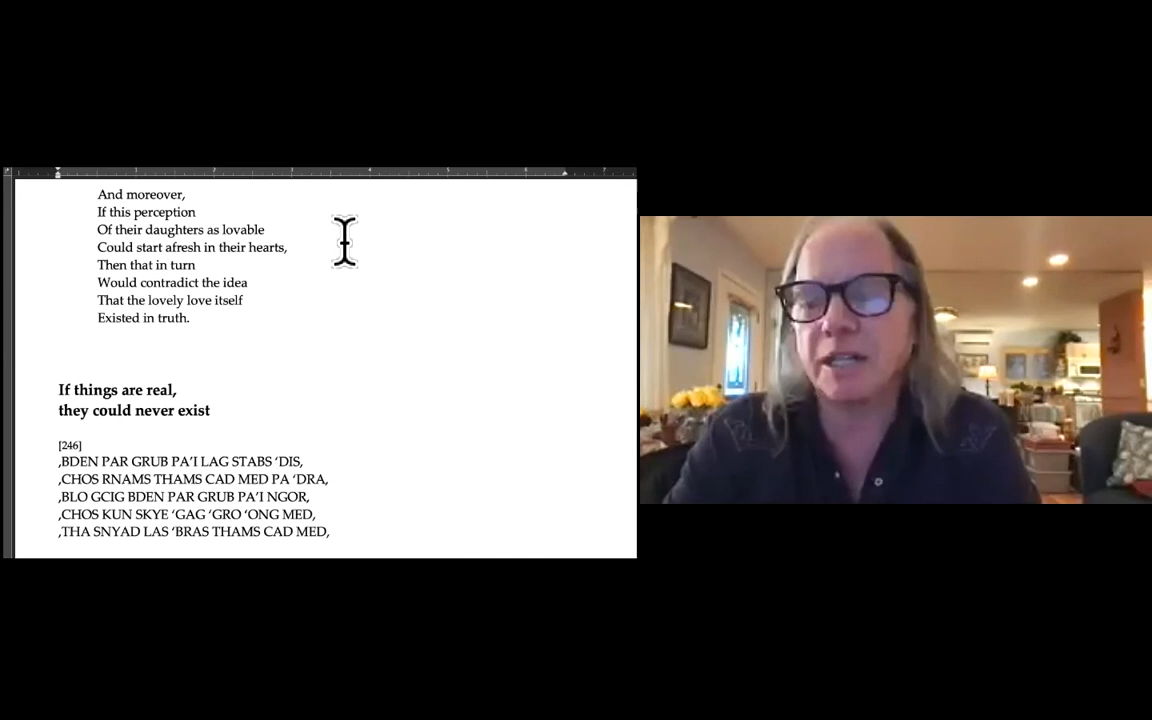 And moreover,
If this perception
Of their daughters as lovable
Could start afresh in their hearts,
Then that in turn
Would contradict the idea
That the lovely love itself
Existed in truth.
If things are real,
they could never exist
[246]
,BDEN PAR GRUB PA’I LAG STABS ‘DIS,
,CHOS RNAMS THAMS CAD MED PA ‘DRA,
,BLO GCIG BDEN PAR GRUB PA’I NGOR,
,CHOS KUN SKYE ‘GAG ‘GRO ‘ONG MED,
,THA SNYAD LAS ‘BRAS THAMS CAD MED,